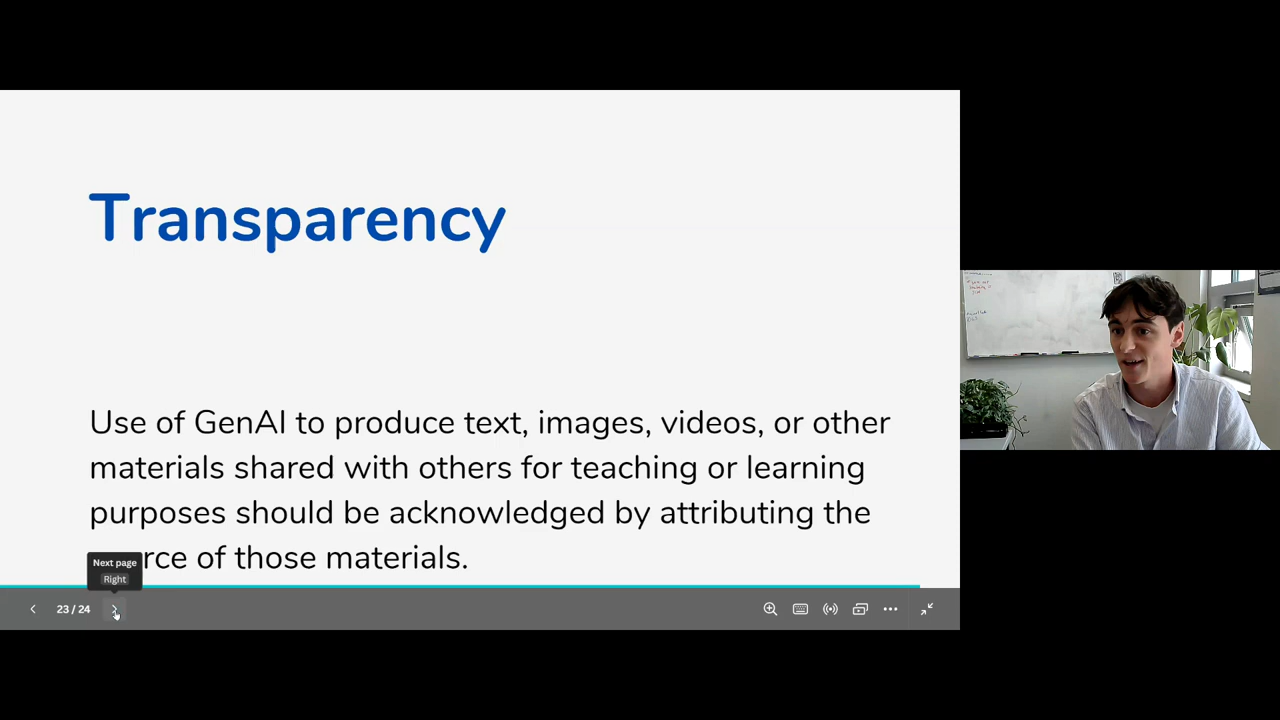 Transparency
Use of GenAI to produce text, images, videos, or other
materials shared with others for teaching or learning
purposes should be acknowledged by attributing the
rce of those materials.
Next page
Right
23 / 24